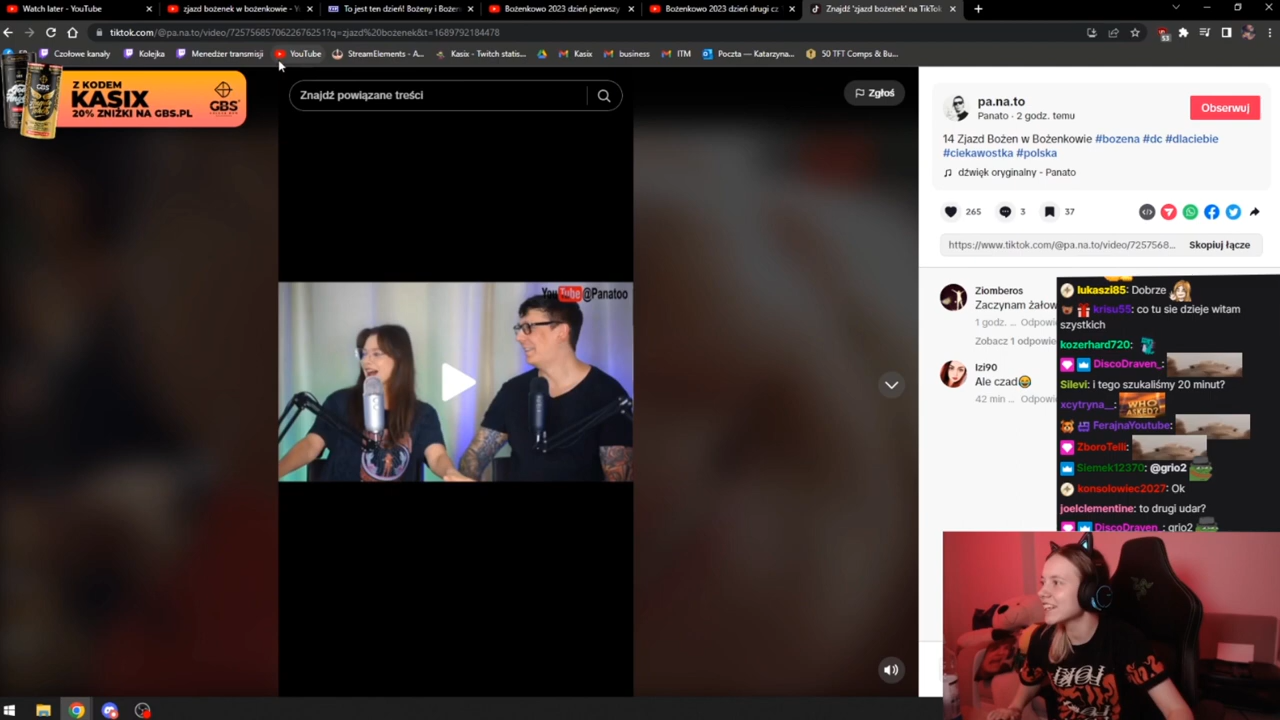 Watch later - YouTube
zjazd bożenek w bożenkowie - Y
To jest ten dzień! Bożeny i Bożen
Bożenkowo 2023 dzień pierwszy
Bożenkowo 2023 dzień drugi cz
Znajdź 'zjazd bożenek' na TikTok
tiktok.com/@pa.na.to/video/7257568570622676251?q=zjazd%20bożenek&t=1689792184478
53
Czołowe kanały
Kolejka
Menedżer transmisji
YouTube
StreamElements - A...
Kasix - Twitch statis...
Kasix
business
ITM
Poczta — Katarzyna...
50 TFT Comps & Bu...
Z KODEM
KASIX
20% ZNIŻKI NA GBS.PL
GBS
Znajdź powiązane treści
Zgłoś
YouTube @Panatoo
pa.na.to
Panato · 2 godz. temu
Obserwuj
14 Zjazd Bożen w Bożenkowie #bozena #dc #dlaciebie
#ciekawostka #polska
dźwięk oryginalny - Panato
265
3
37
https://www.tiktok.com/@pa.na.to/video/7257568...
Skopiuj łącze
Ziomberos
Zaczynam żałow
1 godz. ... Odpowi
Zobacz 1 odpowie
Izi90
Ale czad
42 min ... Odpowi
lukaszi85: Dobrze
krisu55: co tu sie dzieje witam
szystkich
kozerhard720:
DiscoDraven_:
Silevi: i tego szukaliśmy 20 minut?
xcytryna__: WHO ASKED?
FerajnaYoutube:
ZboroTelli:
Siemek12370: @grio2
konsolowiec2027: Ok
joelclementine: to drugi udar?
DiscoDraven_: grio2